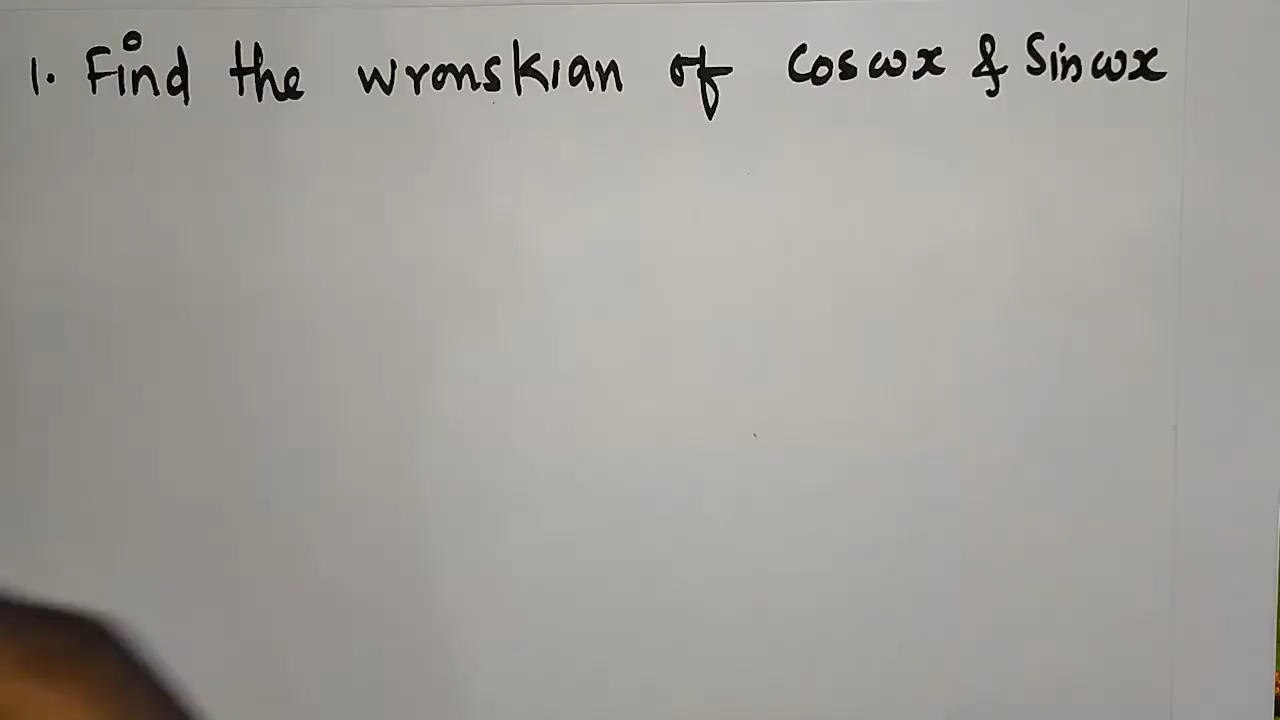 1. Find the wronskian of cosωx & Sinωx